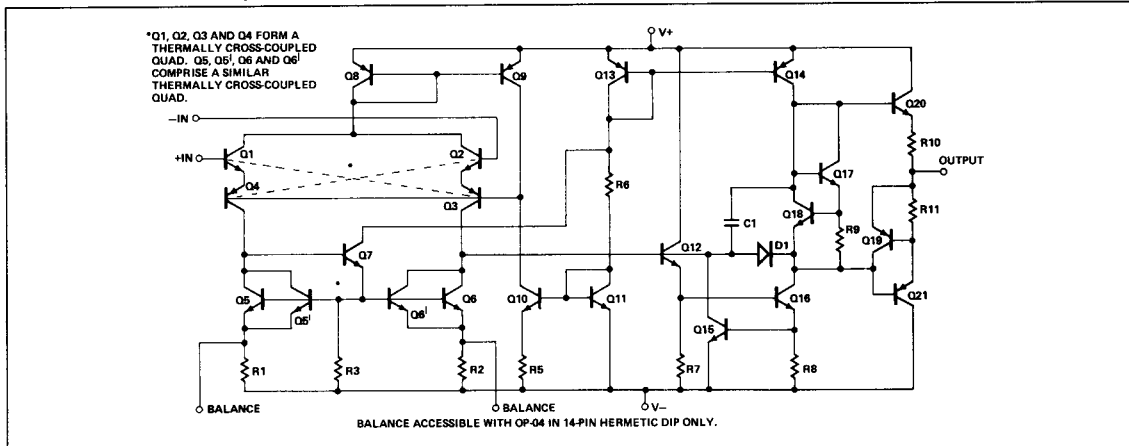 *Q1, Q2, Q3 AND Q4 FORM A
THERMALLY CROSS-COUPLED
QUAD. Q5, Q5', Q6 AND Q6'
COMPRISE A SIMILAR
THERMALLY CROSS-COUPLED
QUAD.
V+
Q8
Q9
Q13
Q14
Q20
–IN
+IN
Q1
*
Q2
R10
OUTPUT
Q17
Q4
Q3
R6
C1
Q18
R9
R11
Q19
D1
Q7
Q12
*
Q5
Q5'
Q6'
Q6
Q10
Q11
Q16
Q21
Q15
R1
R3
R2
R5
R7
R8
BALANCE
BALANCE
V–
BALANCE ACCESSIBLE WITH OP-04 IN 14-PIN HERMETIC DIP ONLY.